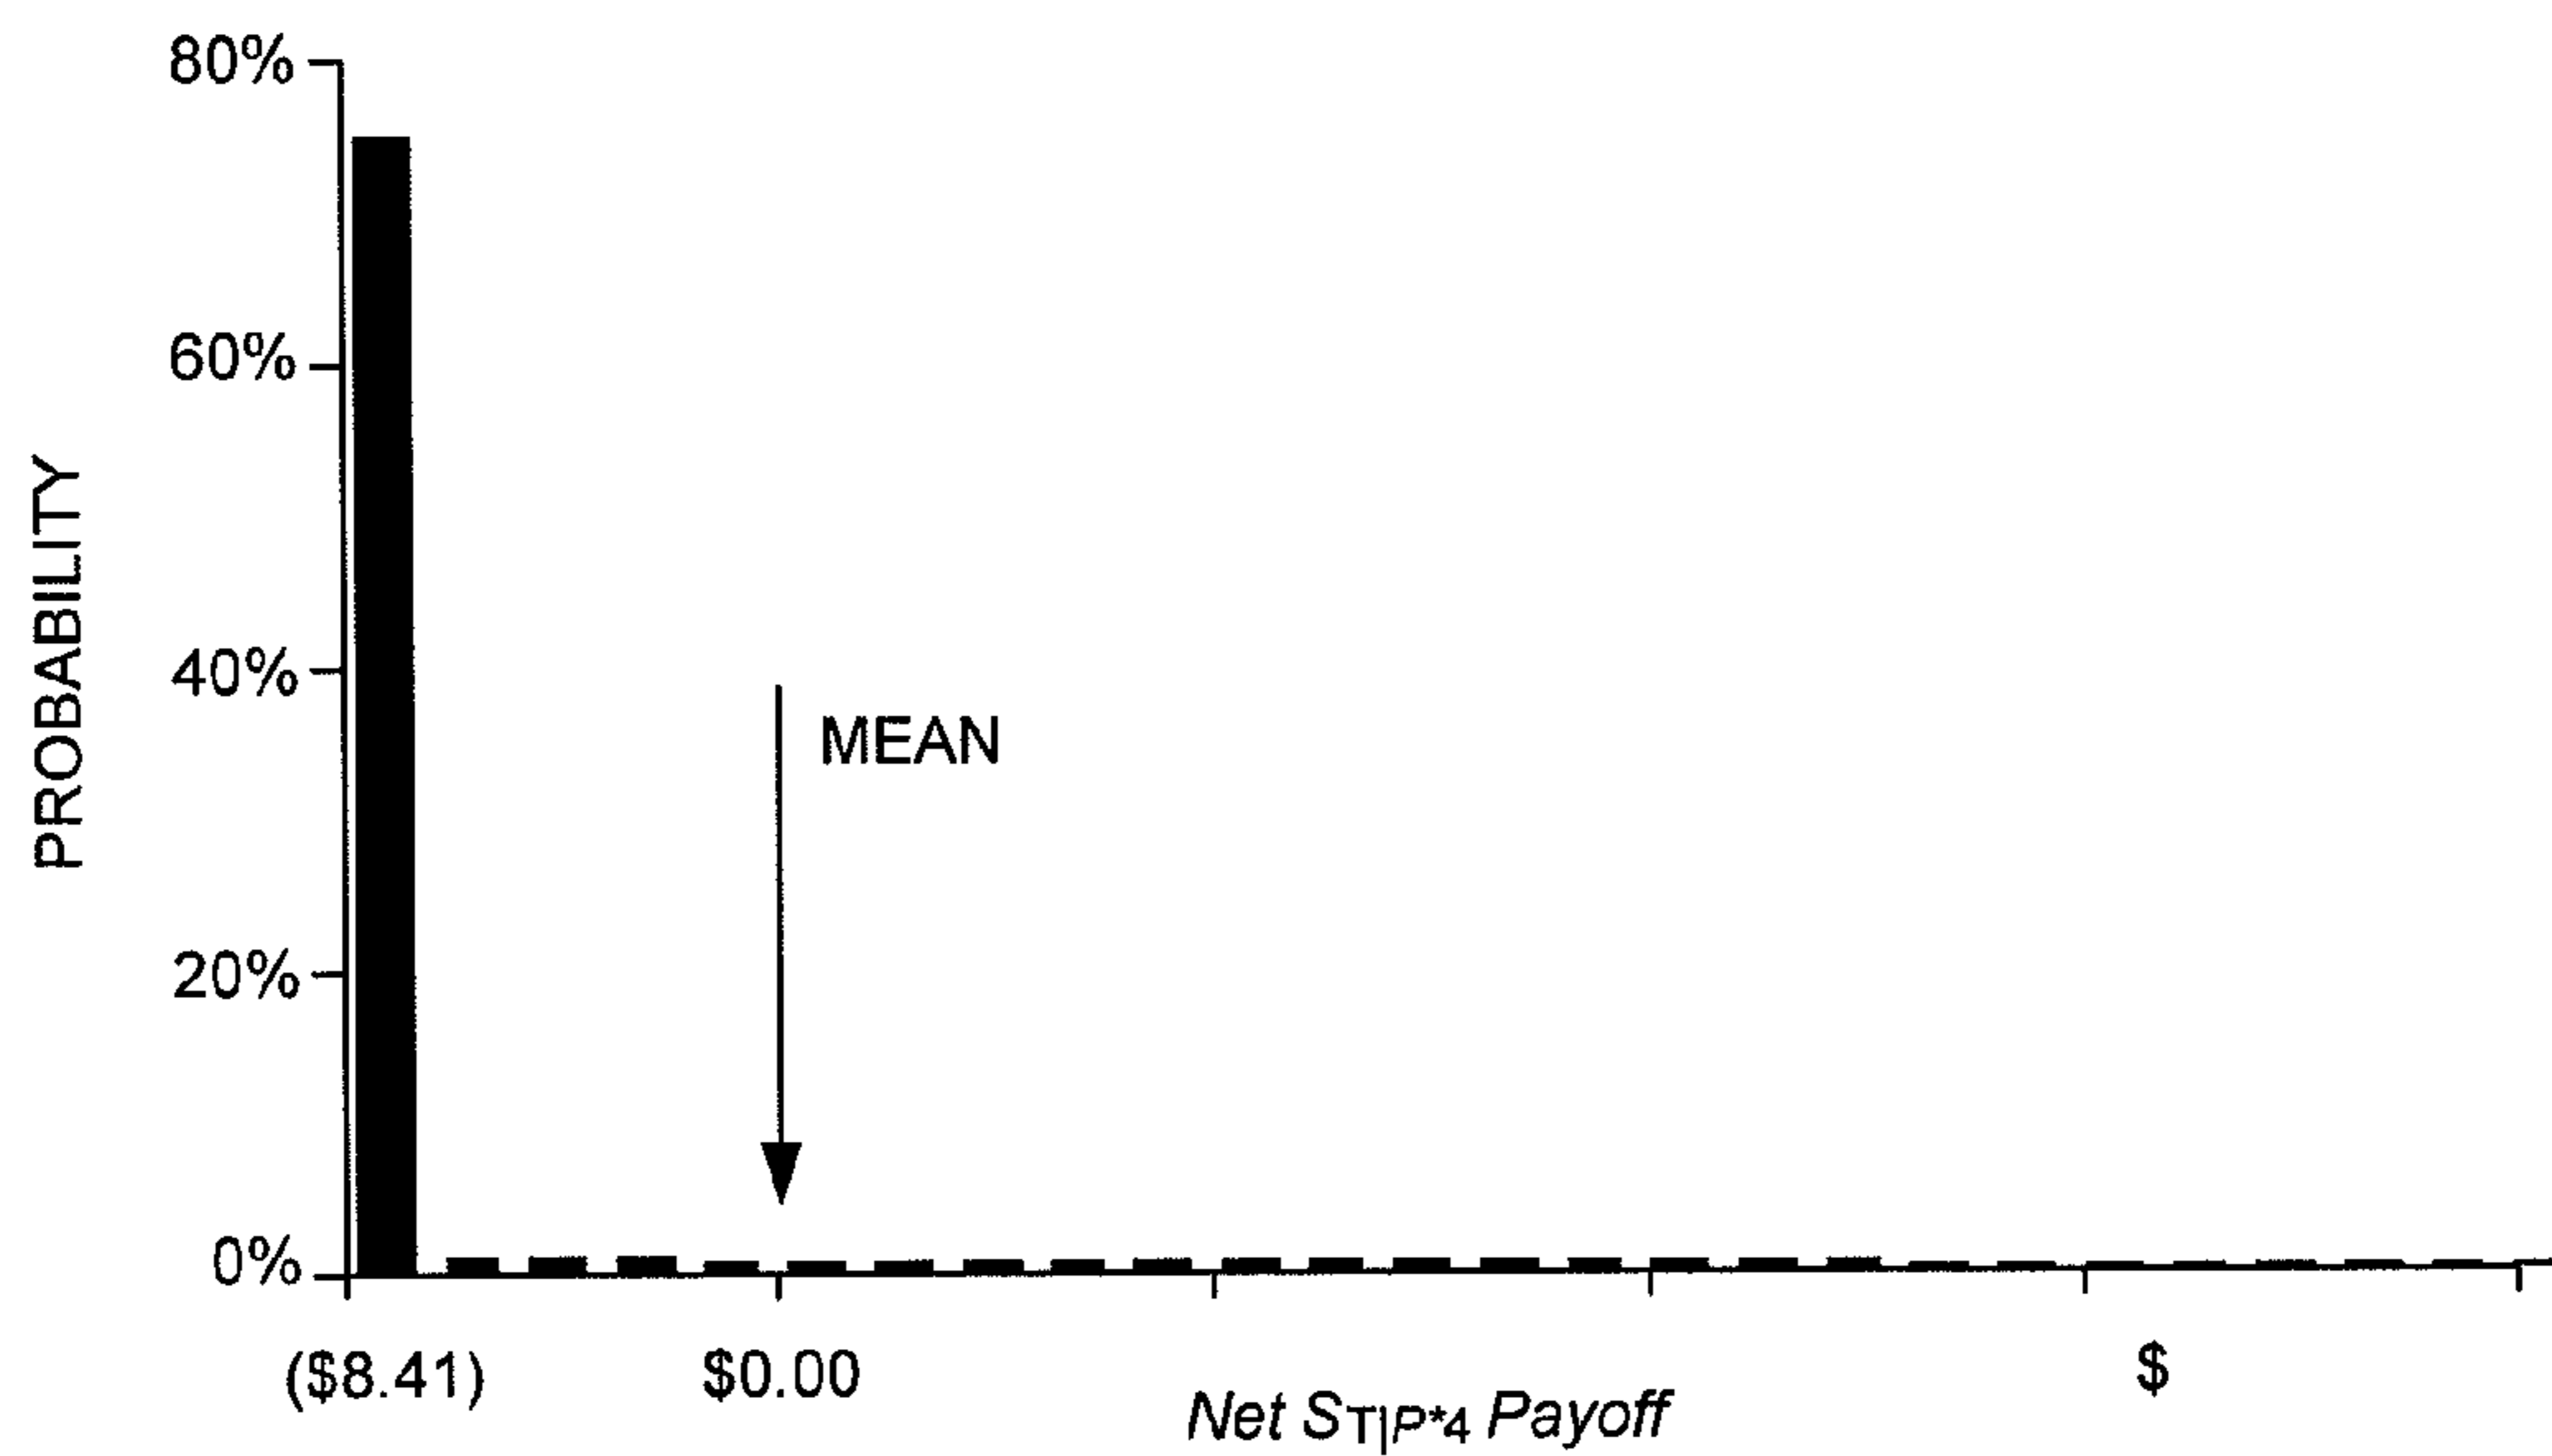 80%
60%
40%
20%
0%
PROBABILITY
MEAN
($8.41)
$0.00
$
Net ST|P*4 Payoff